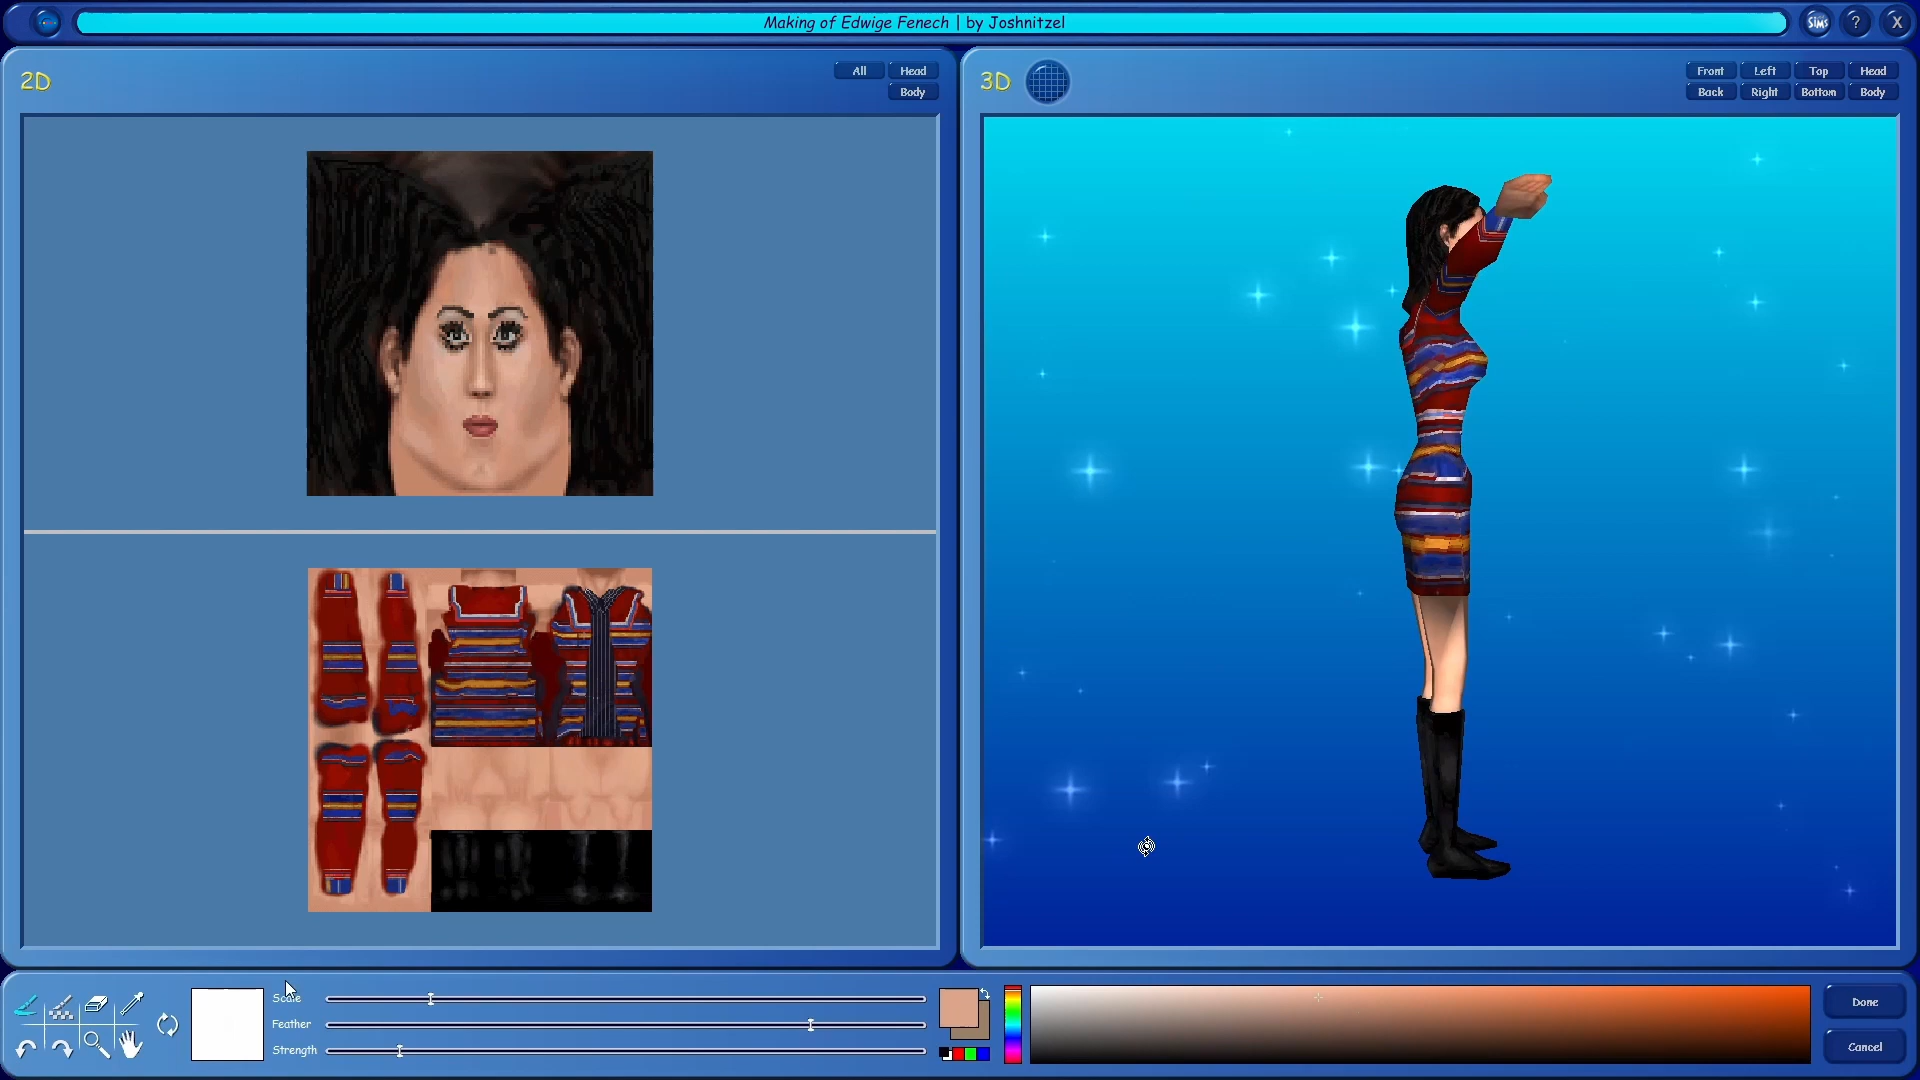 Making of Edwige Fenech | by Joshnitzel
SIMS
?
X
2D
All
Head
Body
3D
Front
Left
Top
Head
Back
Right
Bottom
Body
Scale
Feather
Strength
Done
Cancel